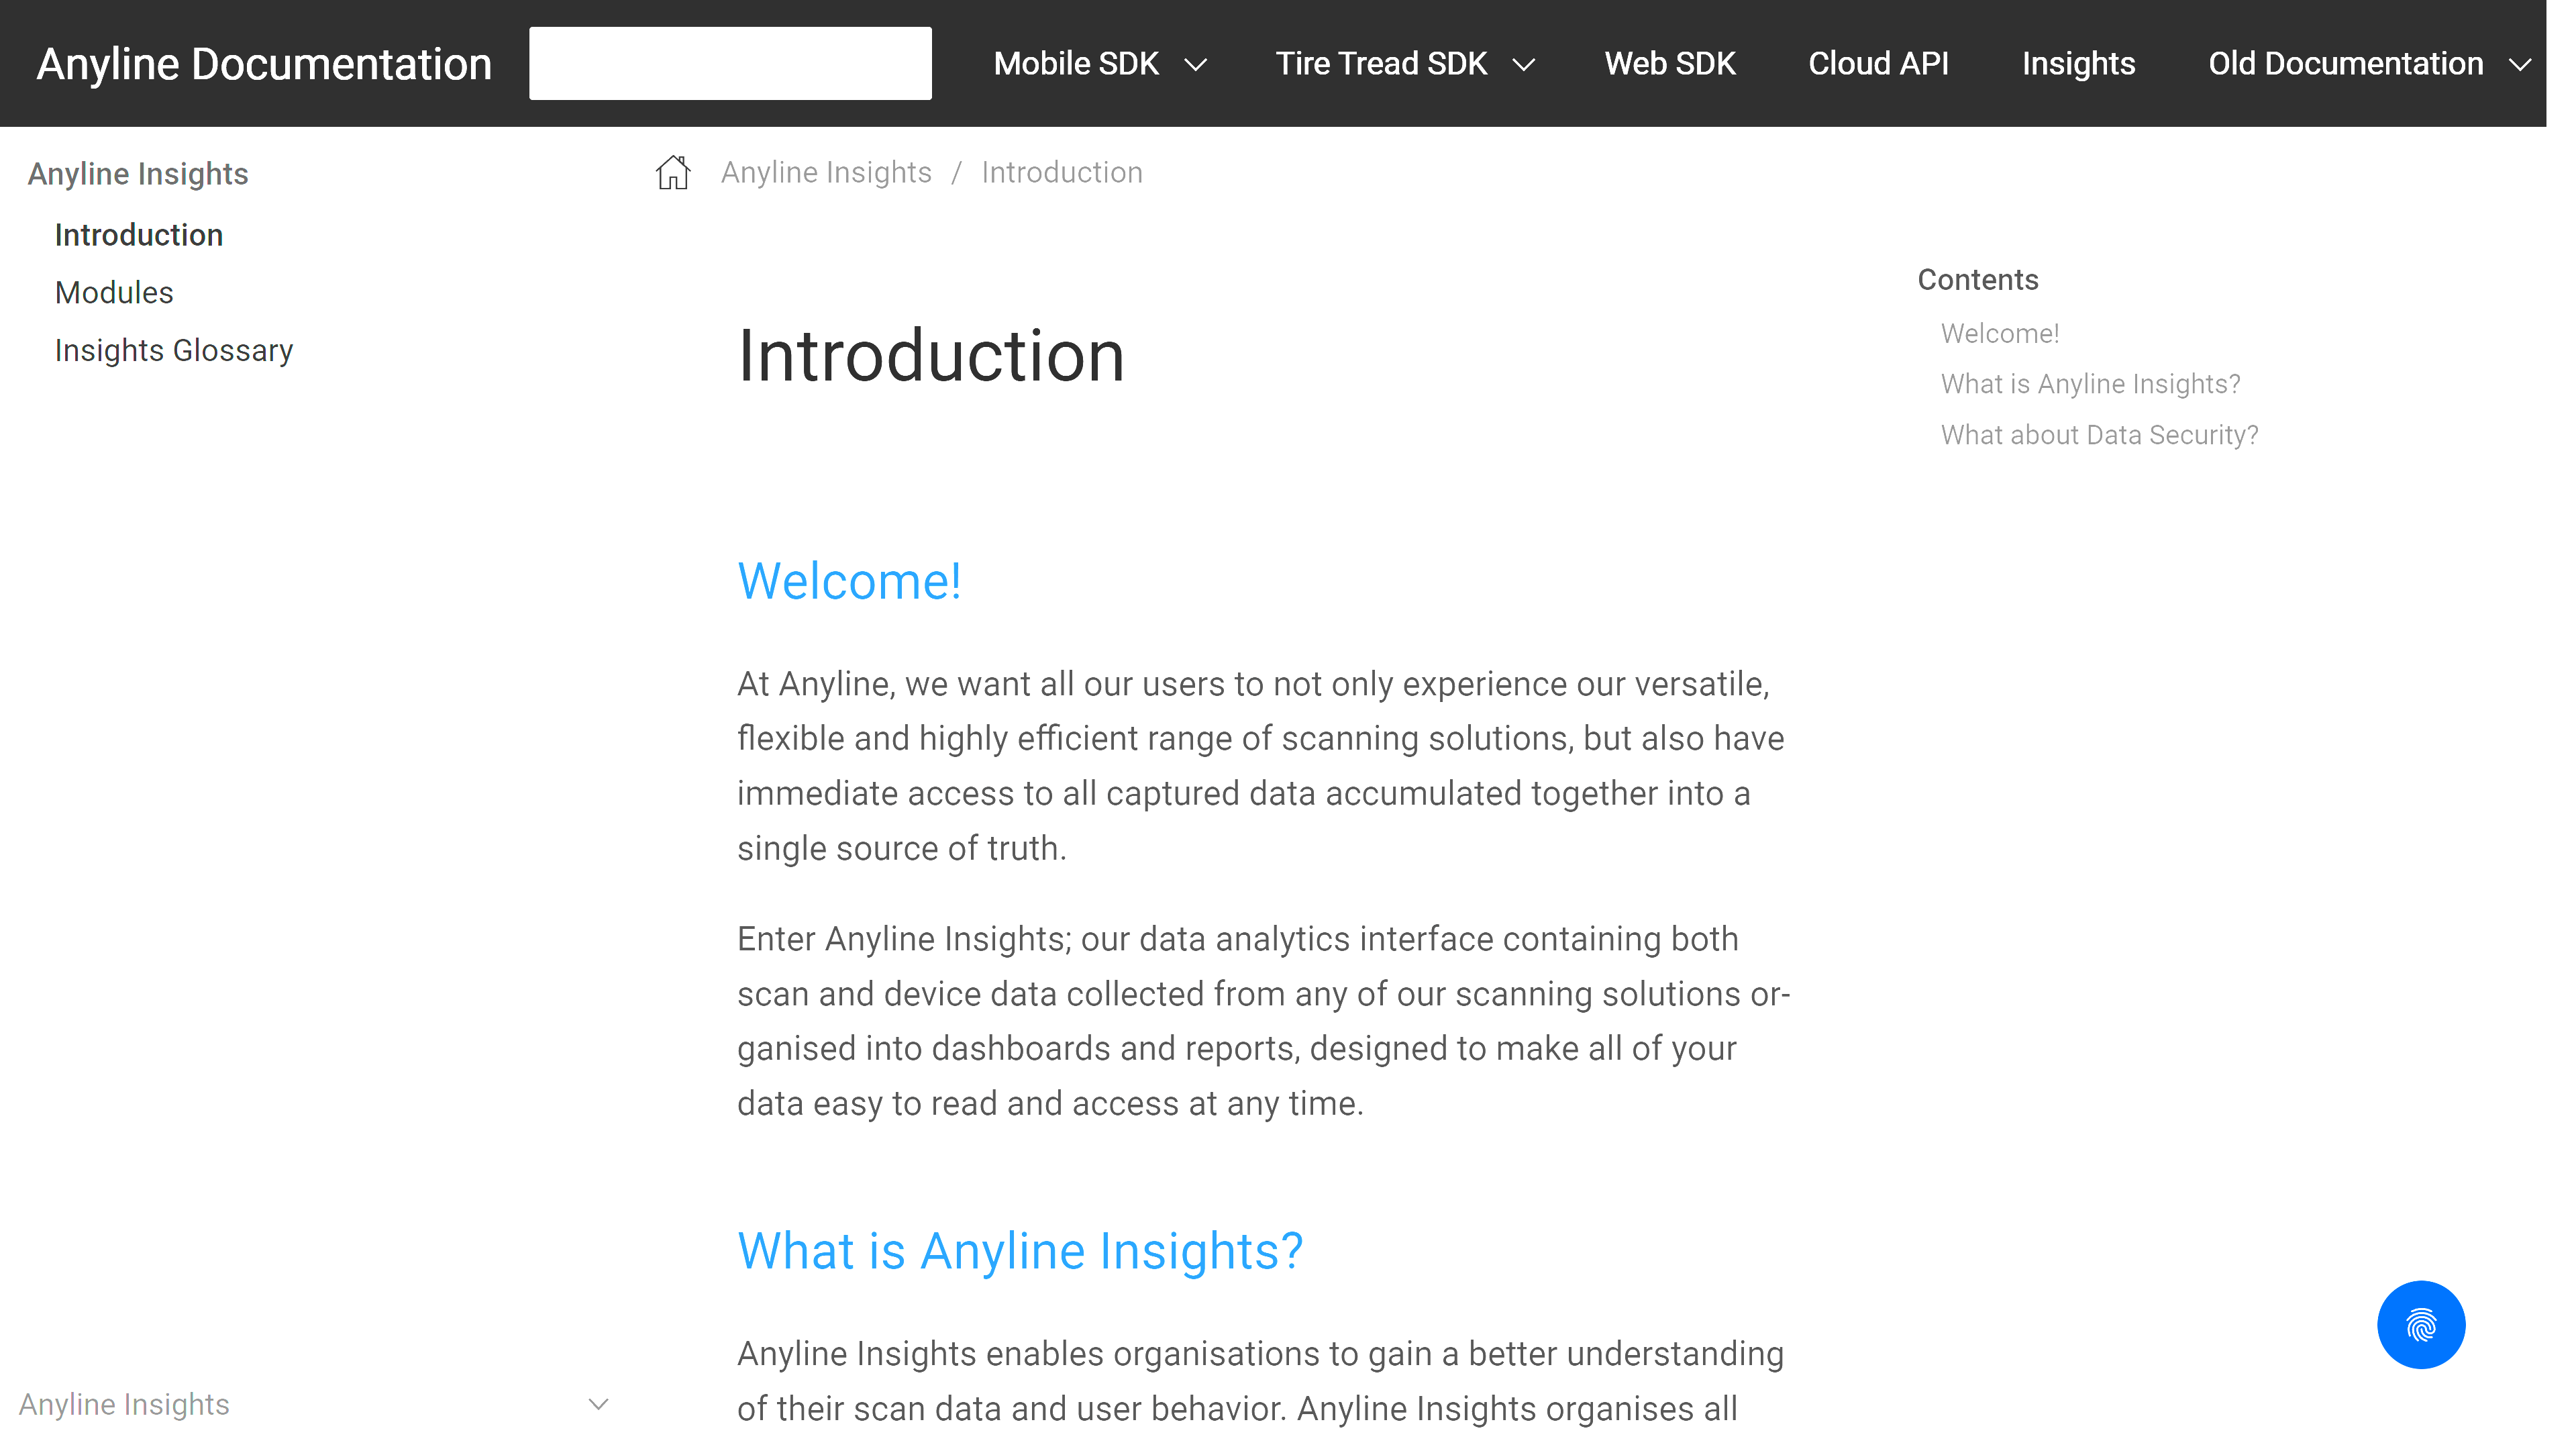 Anyline Documentation
Mobile SDK
Tire Tread SDK
Web SDK
Cloud API
Insights
Old Documentation
Anyline Insights
Introduction
Modules
Insights Glossary
Anyline Insights / Introduction
Introduction
Welcome!
At Anyline, we want all our users to not only experience our versatile,
flexible and highly efficient range of scanning solutions, but also have
immediate access to all captured data accumulated together into a
single source of truth.
Enter Anyline Insights; our data analytics interface containing both
scan and device data collected from any of our scanning solutions or-
ganised into dashboards and reports, designed to make all of your
data easy to read and access at any time.
What is Anyline Insights?
Anyline Insights enables organisations to gain a better understanding
of their scan data and user behavior. Anyline Insights organises all
Contents
Welcome!
What is Anyline Insights?
What about Data Security?
Anyline Insights